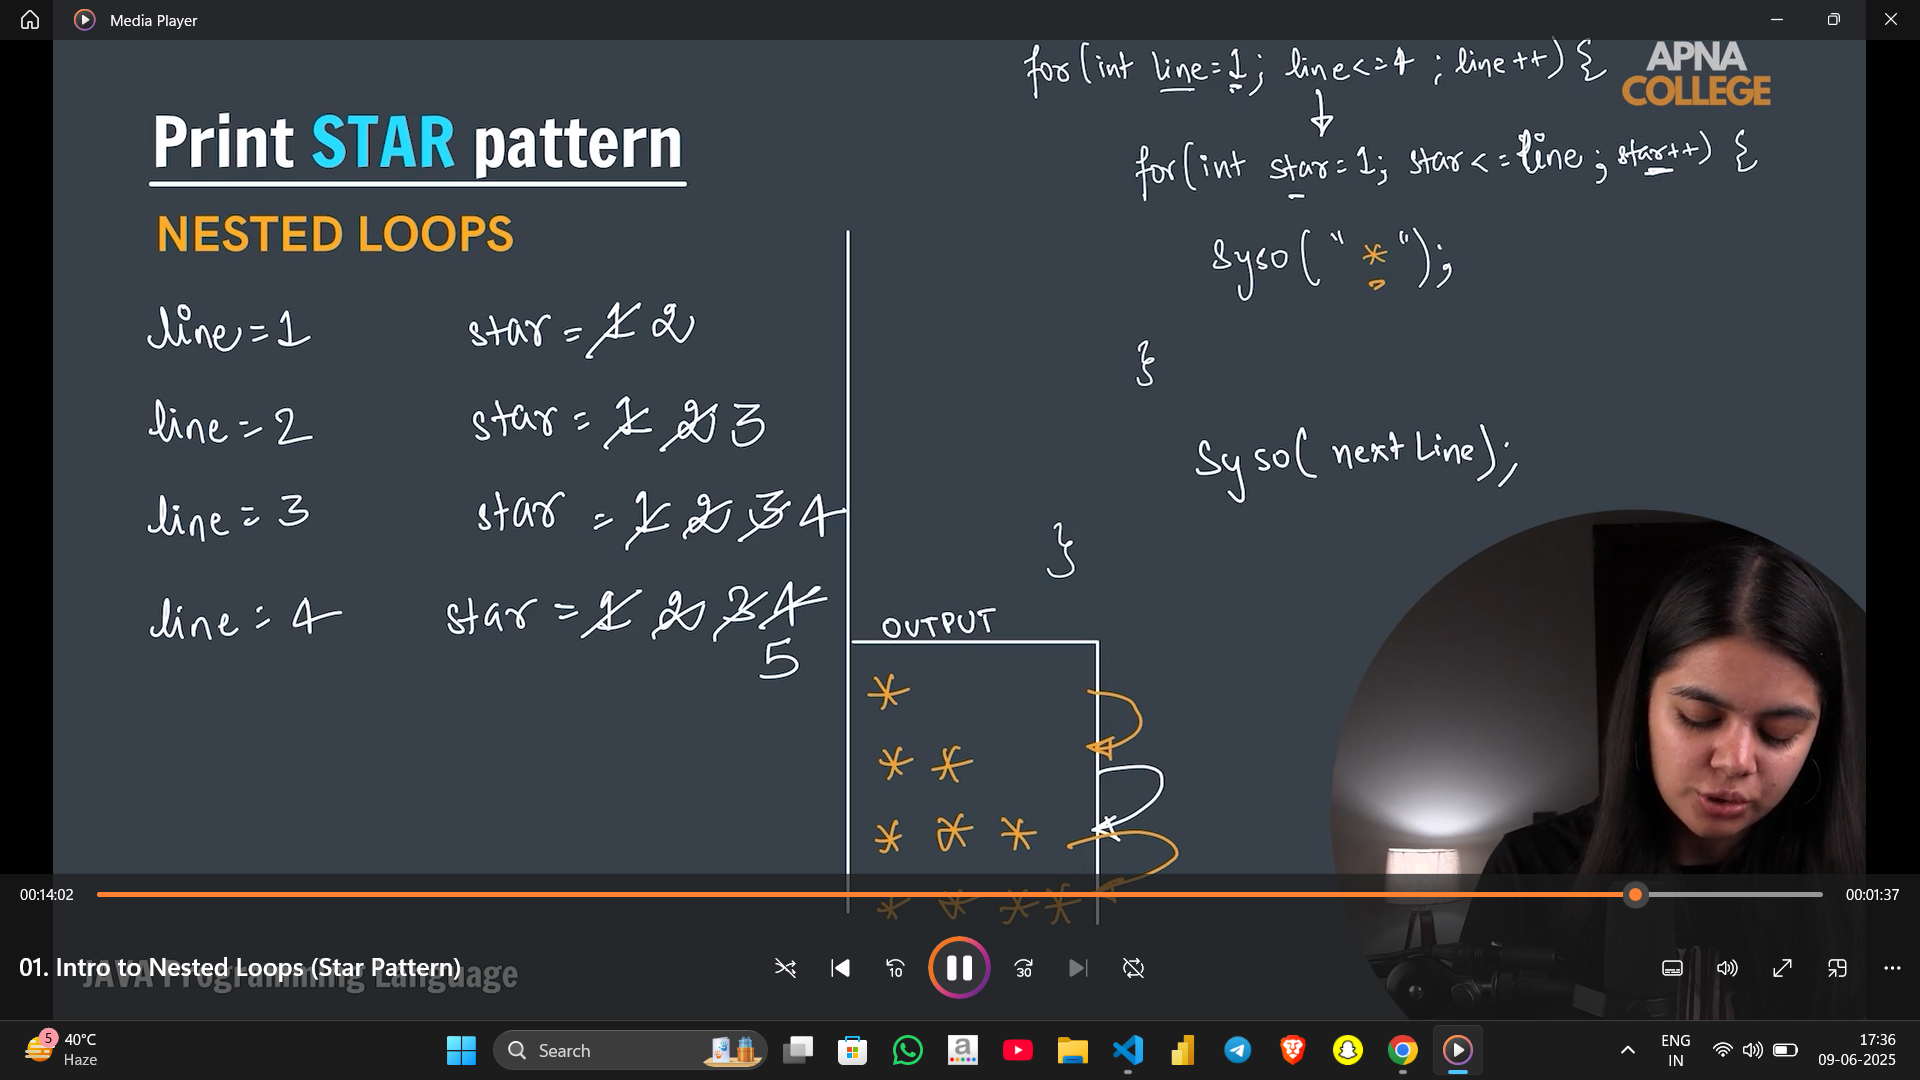 Media Player
for(int line=1; line<=4 ; line++) {
APNA
COLLEGE
Print STAR pattern
for(int star=1; star<=line ; star++) {
NESTED LOOPS
Syso("*");
line=1 star=1 2
}
line=2 star=1 2 3
Syso(nextLine);
line=3 star=1 2 3 4
}
line=4 star=1 2 3 4
5
OUTPUT
*
* *
* * *
* * * *
00:14:02 00:01:37
01. Intro to Nested Loops (Star Pattern)
JAVA Programming Language
10 30
5 40°C
Haze
Search
a
ENG
IN
17:36
09-06-2025